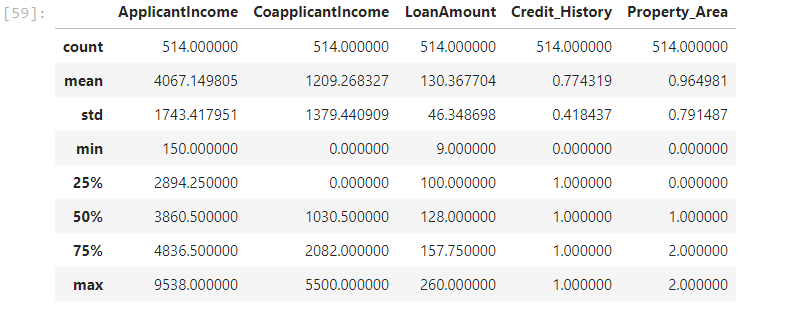 [59]: ApplicantIncome CoapplicantIncome LoanAmount Credit_History Property_Area
count 514.000000 514.000000 514.000000 514.000000 514.000000
mean 4067.149805 1209.268327 130.367704 0.774319 0.964981
std 1743.417951 1379.440909 46.348698 0.418437 0.791487
min 150.000000 0.000000 9.000000 0.000000 0.000000
25% 2894.250000 0.000000 100.000000 1.000000 0.000000
50% 3860.500000 1030.500000 128.000000 1.000000 1.000000
75% 4836.500000 2082.000000 157.750000 1.000000 2.000000
max 9538.000000 5500.000000 260.000000 1.000000 2.000000